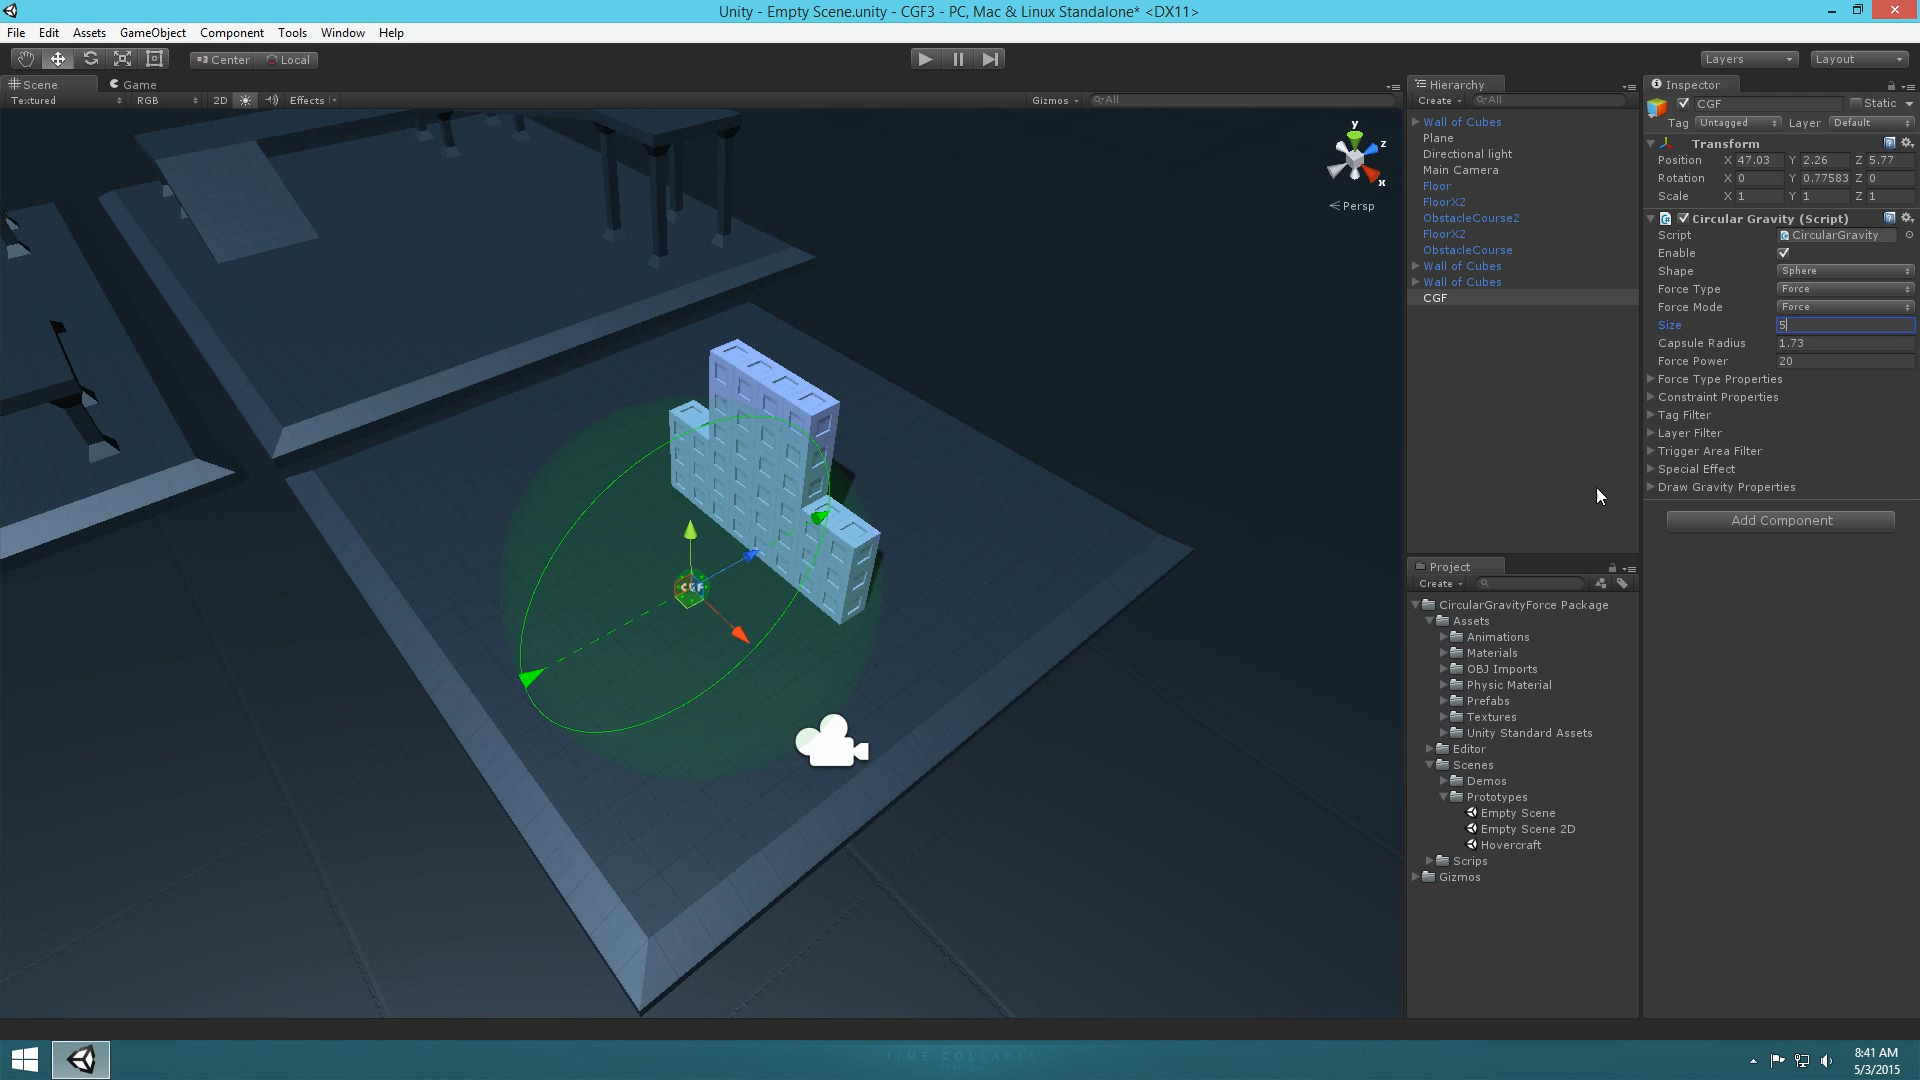 Unity - Empty Scene.unity - CGF3 - PC, Mac & Linux Standalone* <DX11>
File Edit Assets GameObject Component Tools Window Help
Center Local
Layers Layout
Scene Game
Textured RGB 2D Effects Gizmos All
y
z
x
Persp
CGF
Hierarchy
Create All
Wall of Cubes
Plane
Directional light
Main Camera
Floor
FloorX2
ObstacleCourse2
FloorX2
ObstacleCourse
Wall of Cubes
Wall of Cubes
CGF
Project
Create
CircularGravityForce Package
Assets
Animations
Materials
OBJ Imports
Physic Material
Prefabs
Textures
Unity Standard Assets
Editor
Scenes
Demos
Prototypes
Empty Scene
Empty Scene 2D
Hovercraft
Scrips
Gizmos
Inspector
CGF Static
Tag Untagged Layer Default
Transform
Position X 47.03 Y 2.26 Z 5.77
Rotation X 0 Y 0.77583 Z 0
Scale X 1 Y 1 Z 1
Circular Gravity (Script)
Script CircularGravity
Enable
Shape Sphere
Force Type Force
Force Mode Force
Size 5
Capsule Radius 1.73
Force Power 20
Force Type Properties
Constraint Properties
Tag Filter
Layer Filter
Trigger Area Filter
Special Effect
Draw Gravity Properties
Add Component
TIME COLLAPSE
8:41 AM
5/3/2015